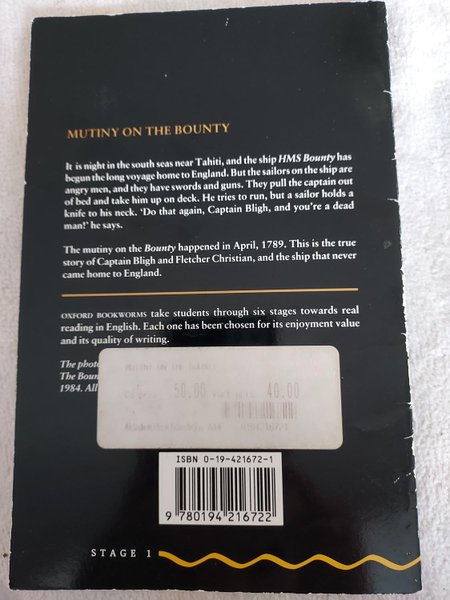 MUTINY ON THE BOUNTY
It is night in the south seas near Tahiti, and the ship HMS Bounty has
begun the long voyage home to England. But the sailors on the ship are
angry men, and they have swords and guns. They pull the captain out
of bed and take him up on deck. He tries to run, but a sailor holds a
knife to his neck. ‘Do that again, Captain Bligh, and you're a dead
man!’ he says.
The mutiny on the Bounty happened in April, 1789. This is the true
story of Captain Bligh and Fletcher Christian, and the ship that never
came home to England.
OXFORD BOOKWORMS take students through six stages towards real
reading in English. Each one has been chosen for its enjoyment value
and its quality of writing.
The photo
The Boun
1984. All
MUTINY ON THE BOUNTY
50.00 40.00
ISBN 0-19-421672-1
9 780194 216722
STAGE 1